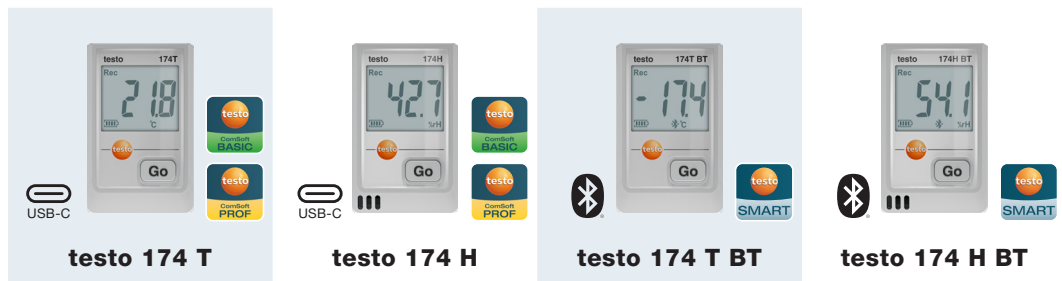 testo 174T
Rec
21.8
°C
testo
Go
testo
ComSoft
BASIC
testo
ComSoft
PROF
USB-C
testo 174 T
testo 174H
Rec
42.7
%rH
testo
Go
testo
ComSoft
BASIC
testo
ComSoft
PROF
USB-C
testo 174 H
testo 174T BT
Rec
-17.4
°C
testo
Go
testo
SMART
testo 174 T BT
testo 174H BT
Rec
54.1
%rH
testo
Go
testo
SMART
testo 174 H BT